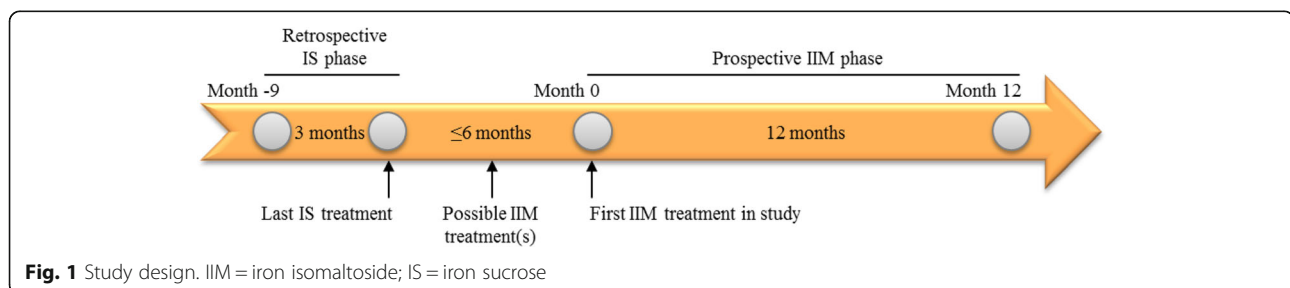 Retrospective
IS phase
Prospective IIM phase
Month -9
Month 0
Month 12
3 months
≤6 months
12 months
Last IS treatment
Possible IIM
treatment(s)
First IIM treatment in study
Fig. 1 Study design. IIM = iron isomaltoside; IS = iron sucrose